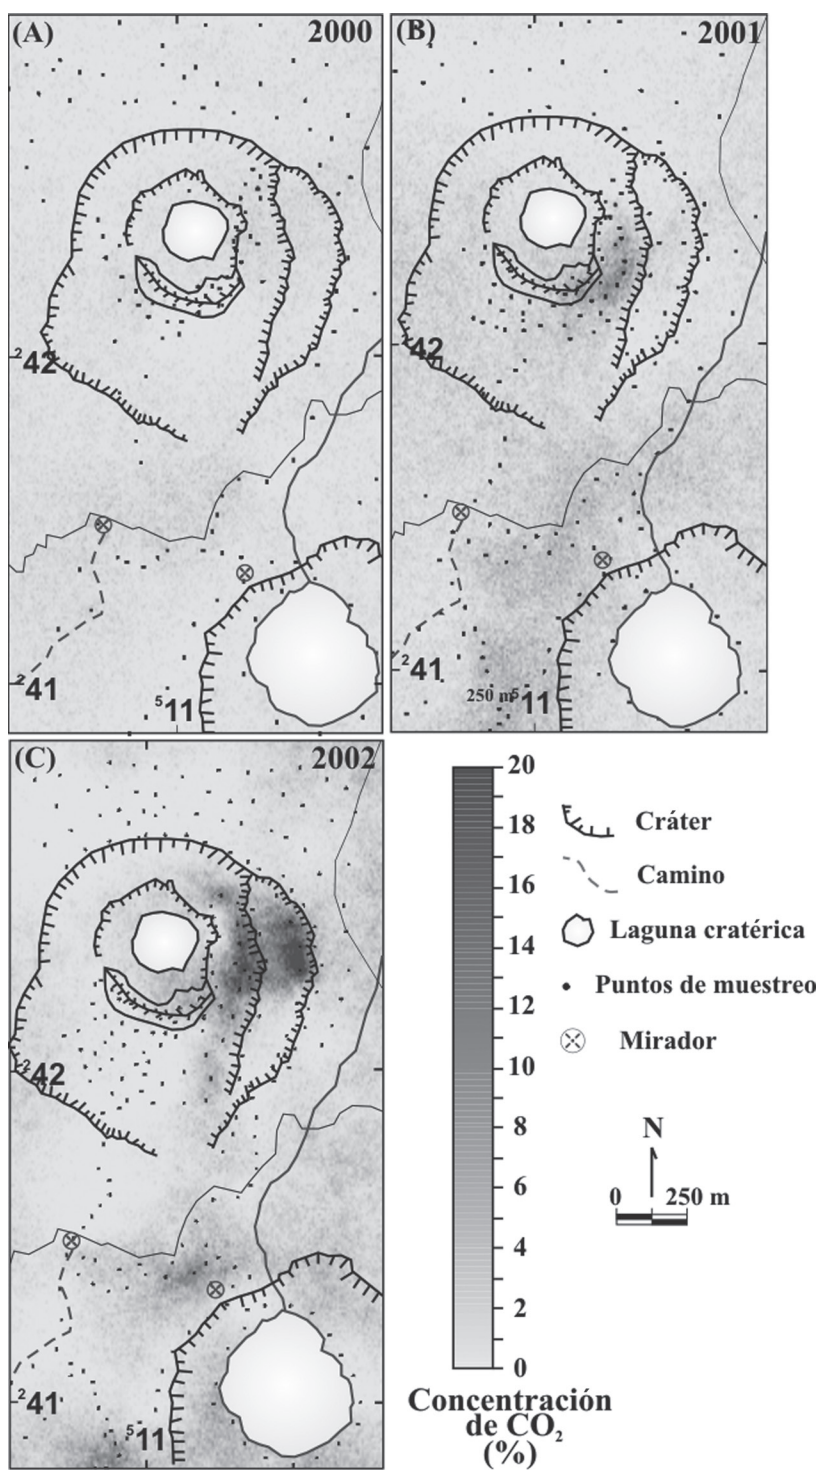 (A) 2000
²42
²41
⁵11
(B) 2001
²42
²41
250 m
⁵11
(C) 2002
²42
²41
⁵11
20
18
16
14
12
10
8
6
4
2
0
Concentración
de CO₂
(%)
Cráter
Camino
Laguna cratérica
Puntos de muestreo
Mirador
N
0 250 m